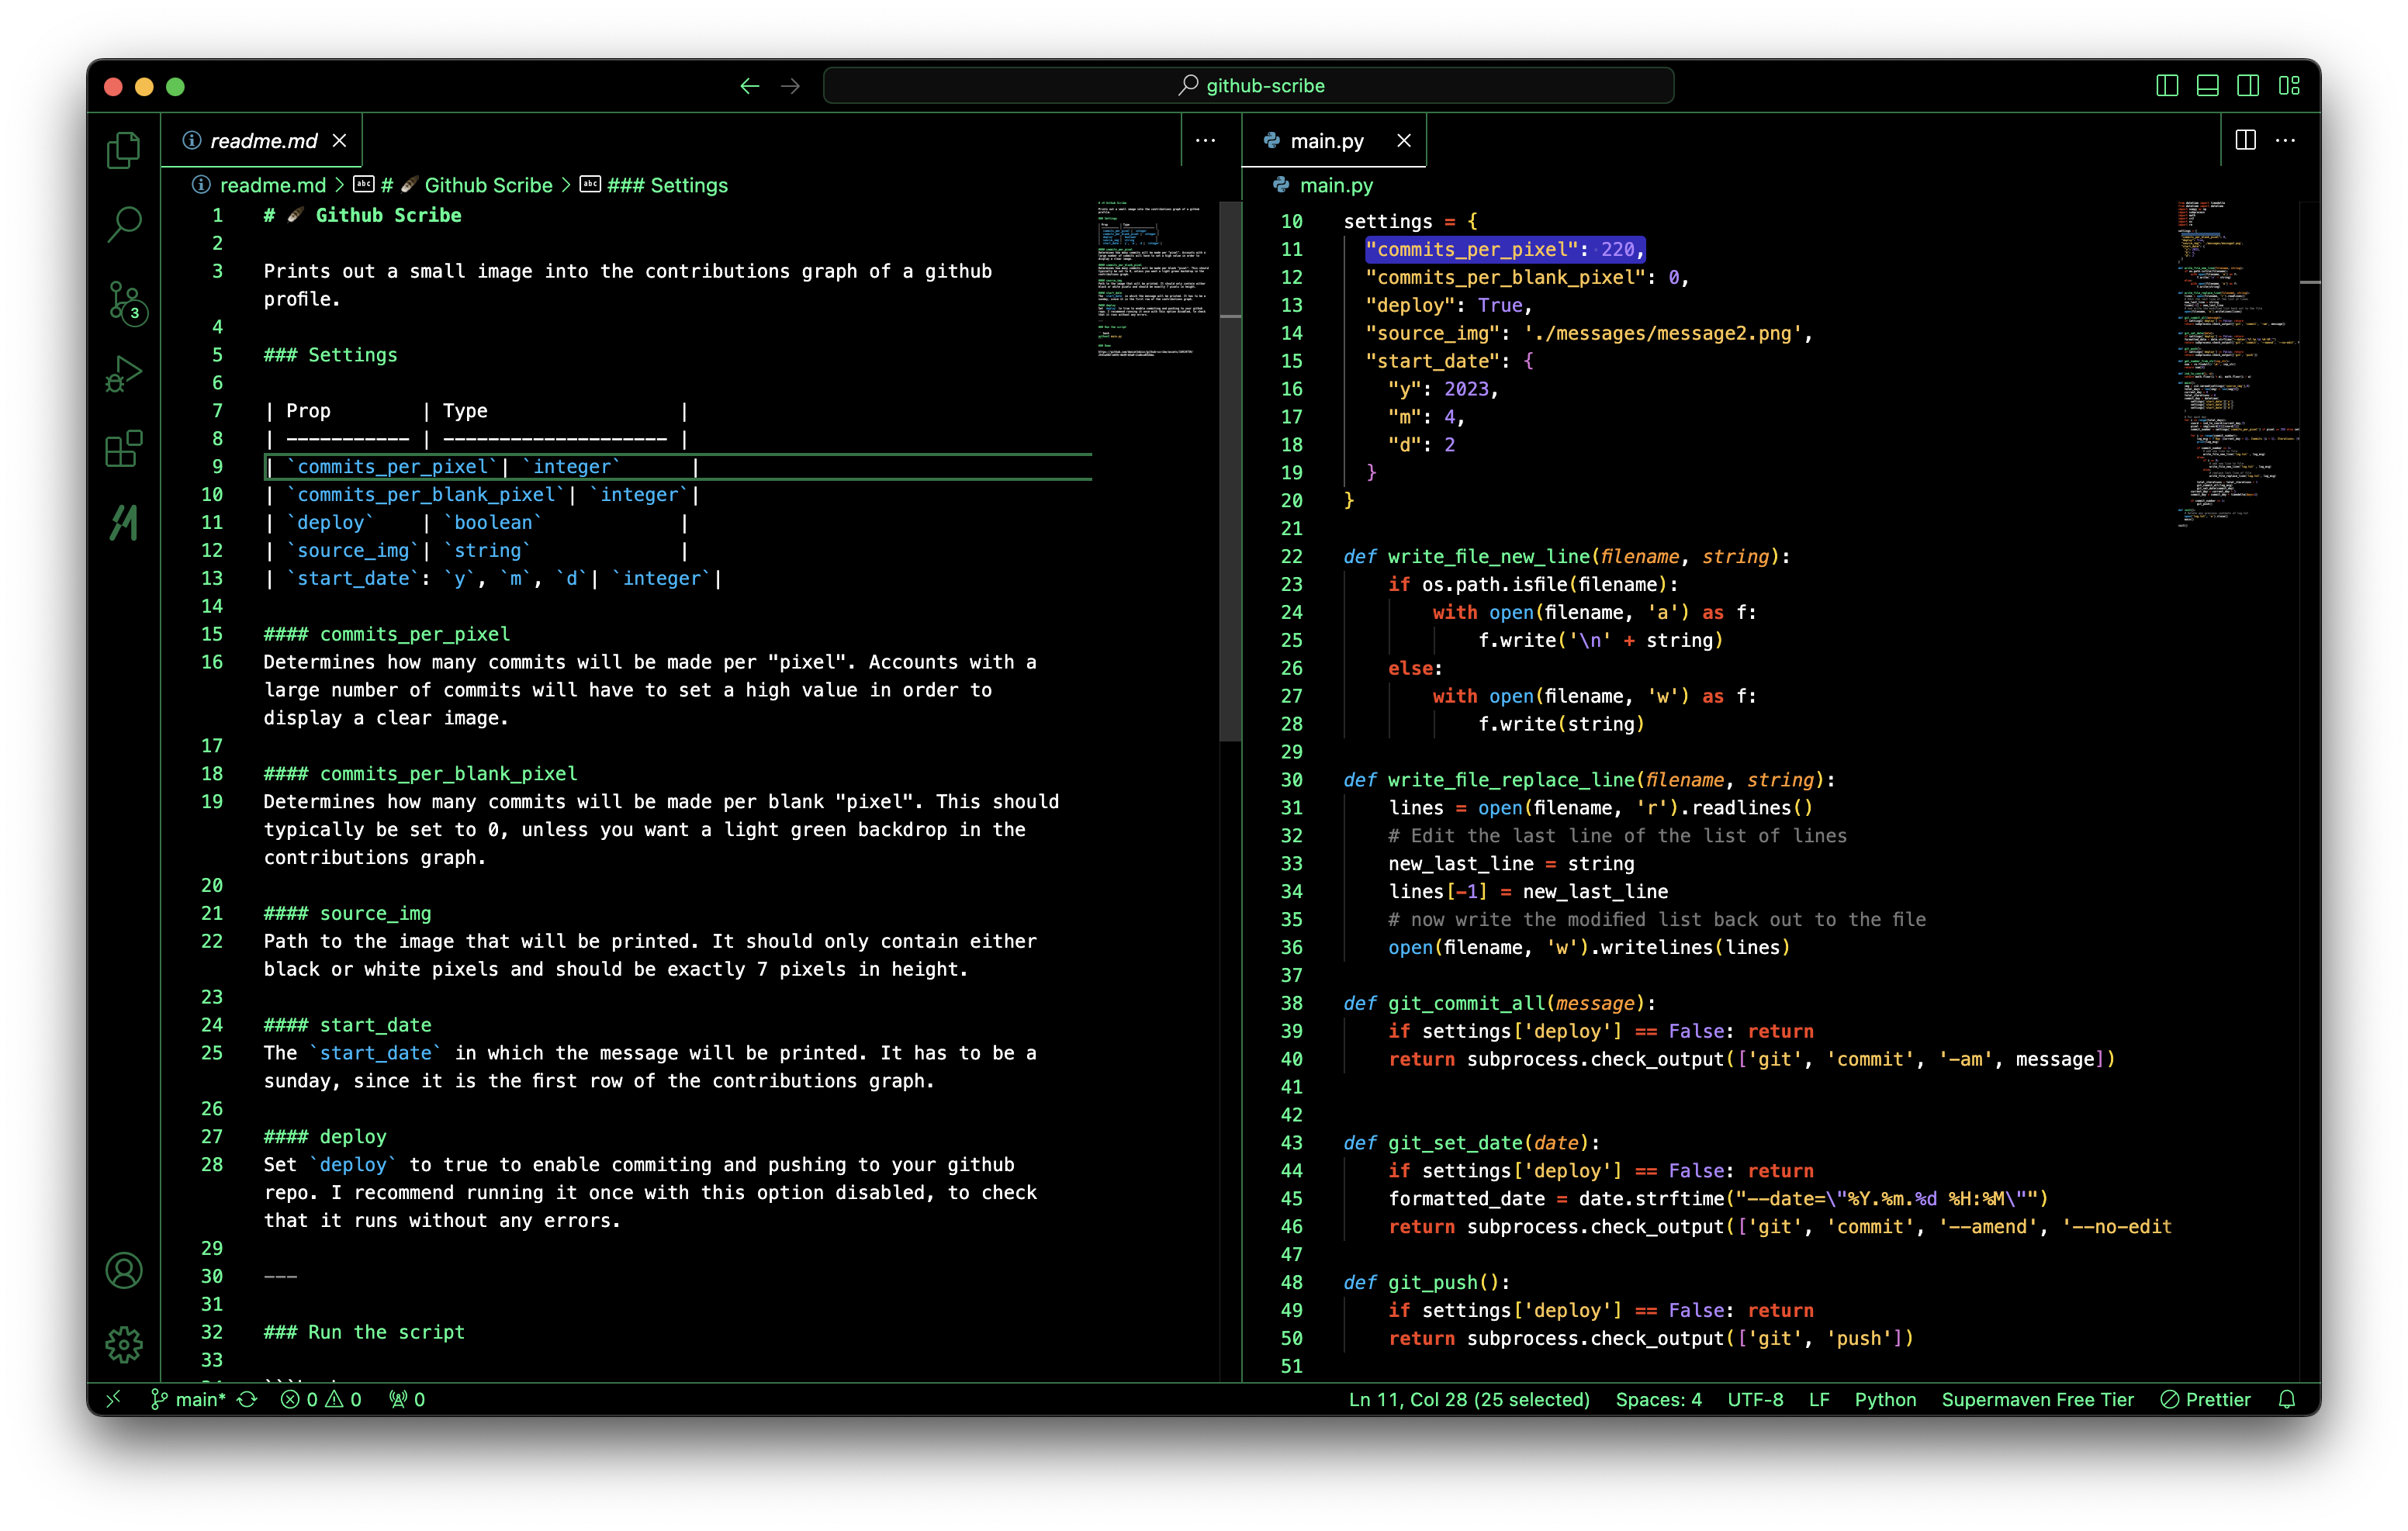 github-scribe
readme.md
main.py
readme.md > # Github Scribe > ### Settings
main.py
1 # Github Scribe
2
3 Prints out a small image into the contributions graph of a github
profile.
4
5 ### Settings
6
7 | Prop | Type |
8 | ----------- | -------------------- |
9 | `commits_per_pixel`| `integer` |
10 | `commits_per_blank_pixel`| `integer`|
11 | `deploy` | `boolean` |
12 | `source_img`| `string` |
13 | `start_date`: `y`, `m`, `d`| `integer`|
14
15 #### commits_per_pixel
16 Determines how many commits will be made per "pixel". Accounts with a
large number of commits will have to set a high value in order to
display a clear image.
17
18 #### commits_per_blank_pixel
19 Determines how many commits will be made per blank "pixel". This should
typically be set to 0, unless you want a light green backdrop in the
contributions graph.
20
21 #### source_img
22 Path to the image that will be printed. It should only contain either
black or white pixels and should be exactly 7 pixels in height.
23
24 #### start_date
25 The `start_date` in which the message will be printed. It has to be a
sunday, since it is the first row of the contributions graph.
26
27 #### deploy
28 Set `deploy` to true to enable commiting and pushing to your github
repo. I recommend running it once with this option disabled, to check
that it runs without any errors.
29
30 ---
31
32 ### Run the script
33
10 settings = {
11 "commits_per_pixel": 220,
12 "commits_per_blank_pixel": 0,
13 "deploy": True,
14 "source_img": './messages/message2.png',
15 "start_date": {
16 "y": 2023,
17 "m": 4,
18 "d": 2
19 }
20 }
21
22 def write_file_new_line(filename, string):
23 if os.path.isfile(filename):
24 with open(filename, 'a') as f:
25 f.write('\n' + string)
26 else:
27 with open(filename, 'w') as f:
28 f.write(string)
29
30 def write_file_replace_line(filename, string):
31 lines = open(filename, 'r').readlines()
32 # Edit the last line of the list of lines
33 new_last_line = string
34 lines[-1] = new_last_line
35 # now write the modified list back out to the file
36 open(filename, 'w').writelines(lines)
37
38 def git_commit_all(message):
39 if settings['deploy'] == False: return
40 return subprocess.check_output(['git', 'commit', '-am', message])
41
42
43 def git_set_date(date):
44 if settings['deploy'] == False: return
45 formatted_date = date.strftime("--date=\"%Y.%m.%d %H:%M\"")
46 return subprocess.check_output(['git', 'commit', '--amend', '--no-edit
47
48 def git_push():
49 if settings['deploy'] == False: return
50 return subprocess.check_output(['git', 'push'])
51
3
main* 0 0 0
Ln 11, Col 28 (25 selected) Spaces: 4 UTF-8 LF Python Supermaven Free Tier Prettier